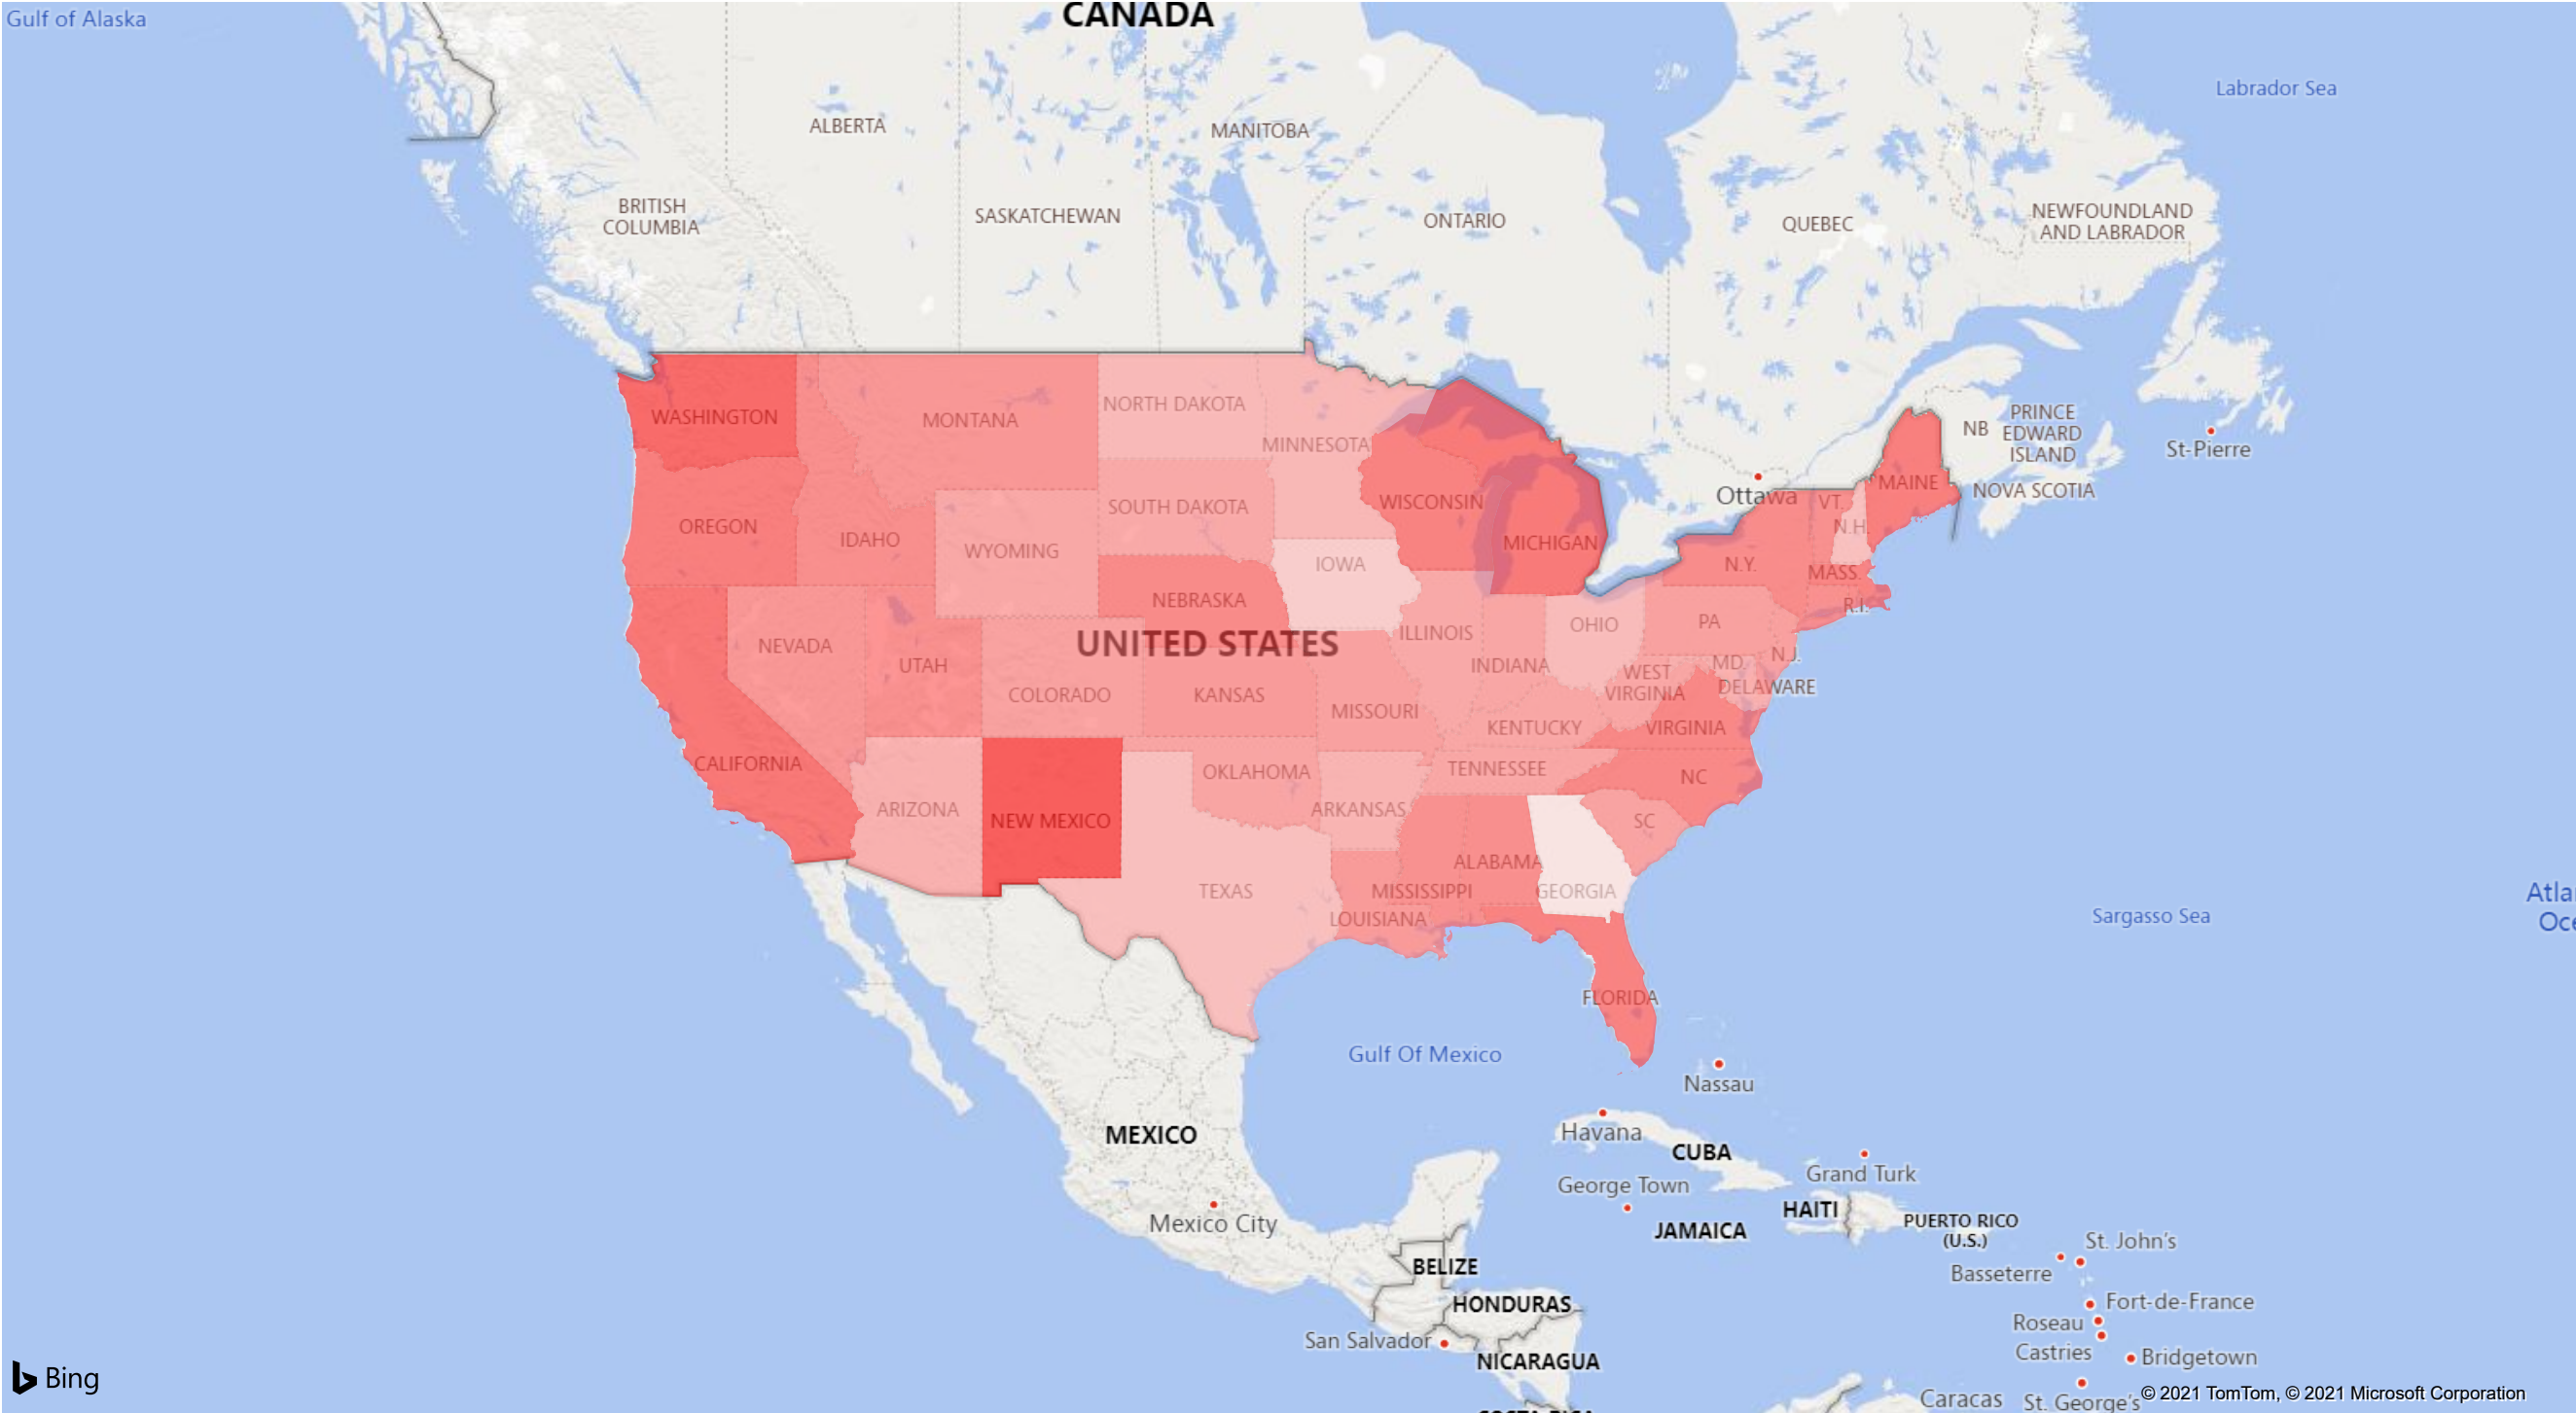 CANADA
Gulf of Alaska
Labrador Sea
ALBERTA
MANITOBA
BRITISH
COLUMBIA
SASKATCHEWAN
ONTARIO
QUEBEC
NEWFOUNDLAND
AND LABRADOR
WASHINGTON
MONTANA
NORTH DAKOTA
MINNESOTA
NB
PRINCE
EDWARD
ISLAND
St-Pierre
MAINE
NOVA SCOTIA
Ottawa
VT.
N.H.
WISCONSIN
SOUTH DAKOTA
OREGON
IDAHO
WYOMING
MICHIGAN
IOWA
N.Y.
MASS.
R.I.
NEBRASKA
OHIO
PA
ILLINOIS
UNITED STATES
NEVADA
UTAH
INDIANA
WEST
VIRGINIA
MD.
N.J.
DELAWARE
COLORADO
KANSAS
MISSOURI
KENTUCKY
VIRGINIA
CALIFORNIA
OKLAHOMA
TENNESSEE
NC
ARIZONA
NEW MEXICO
ARKANSAS
SC
ALABAMA
TEXAS
MISSISSIPPI
GEORGIA
LOUISIANA
Sargasso Sea
Atla
Oce
FLORIDA
Gulf Of Mexico
Nassau
MEXICO
Havana
CUBA
Grand Turk
George Town
HAITI
JAMAICA
PUERTO RICO
(U.S.)
Mexico City
St. John's
BELIZE
Basseterre
HONDURAS
Fort-de-France
Roseau
San Salvador
Castries
NICARAGUA
Bridgetown
Bing
Caracas
St. George's
© 2021 TomTom, © 2021 Microsoft Corporation